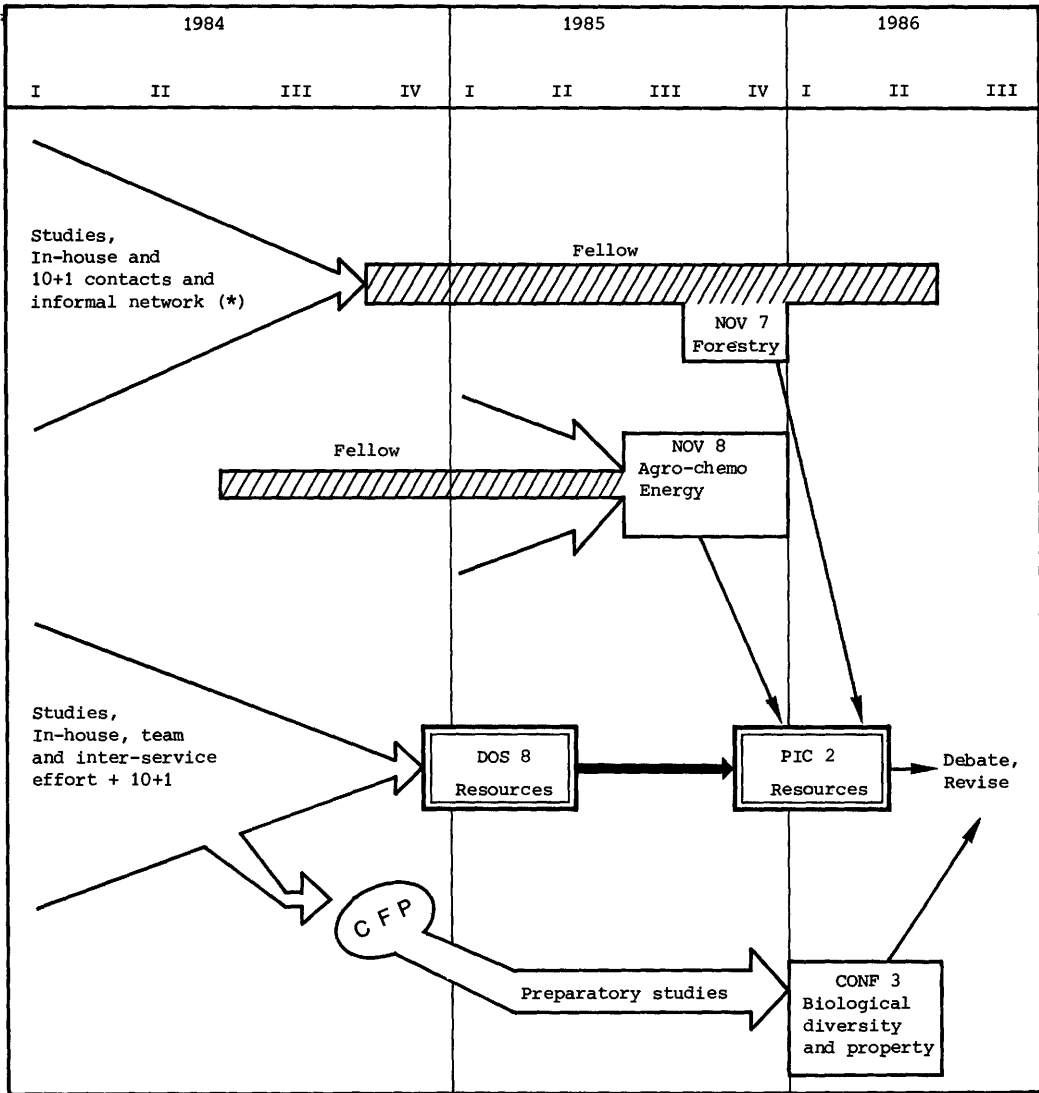 1984 1985 1986
I II III IV I II III IV I II III
Studies,
In-house and
10+1 contacts and
informal network (*)
Fellow
NOV 7
Forestry
Fellow
NOV 8
Agro-chemo
Energy
Studies,
In-house, team
and inter-service
effort + 10+1
DOS 8
Resources
PIC 2
Resources
Debate,
Revise
CFP
Preparatory studies
CONF 3
Biological
diversity
and property